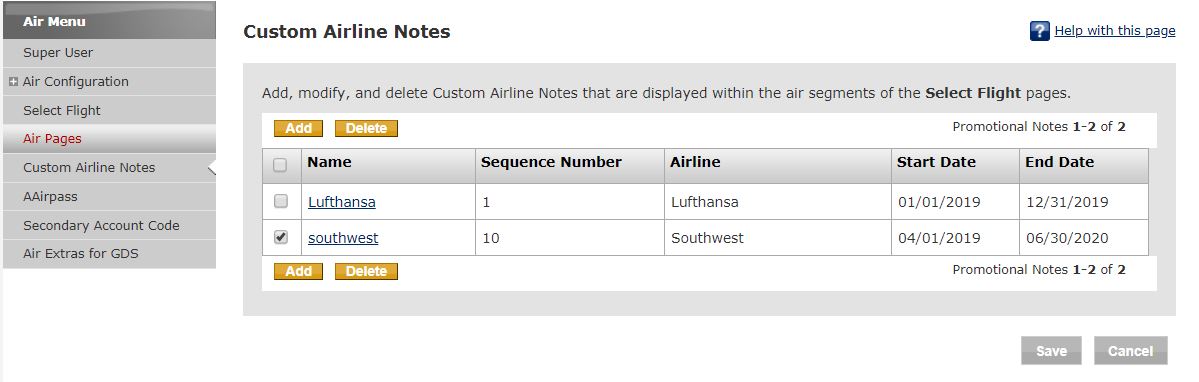 Air Menu
Super User
Air Configuration
Select Flight
Air Pages
Custom Airline Notes
AAirpass
Secondary Account Code
Air Extras for GDS
Custom Airline Notes
? Help with this page
Add, modify, and delete Custom Airline Notes that are displayed within the air segments of the Select Flight pages.
Add Delete Promotional Notes 1-2 of 2
Name Sequence Number Airline Start Date End Date
Lufthansa 1 Lufthansa 01/01/2019 12/31/2019
southwest 10 Southwest 04/01/2019 06/30/2020
Add Delete Promotional Notes 1-2 of 2
Save Cancel